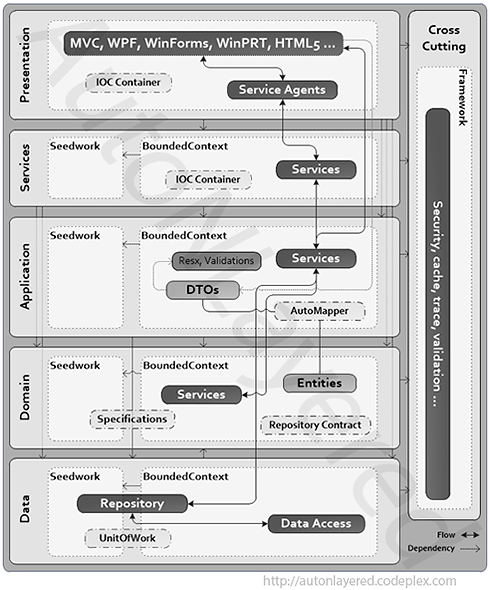 Presentation
MVC, WPF, WinForms, WinPRT, HTML5 ...
IOC Container
Service Agents
Cross
Cutting
Framework
Security, cache, trace, validation ...
Services
Seedwork
BoundedContext
IOC Container
Services
Application
Seedwork
BoundedContext
Resx, Validations
Services
DTOs
AutoMapper
Domain
Seedwork
BoundedContext
Services
Entities
Specifications
Repository Contract
Data
Seedwork
BoundedContext
Repository
Data Access
UnitOfWork
Flow
Dependency
AutoNLayered
http://autonlayered.codeplex.com